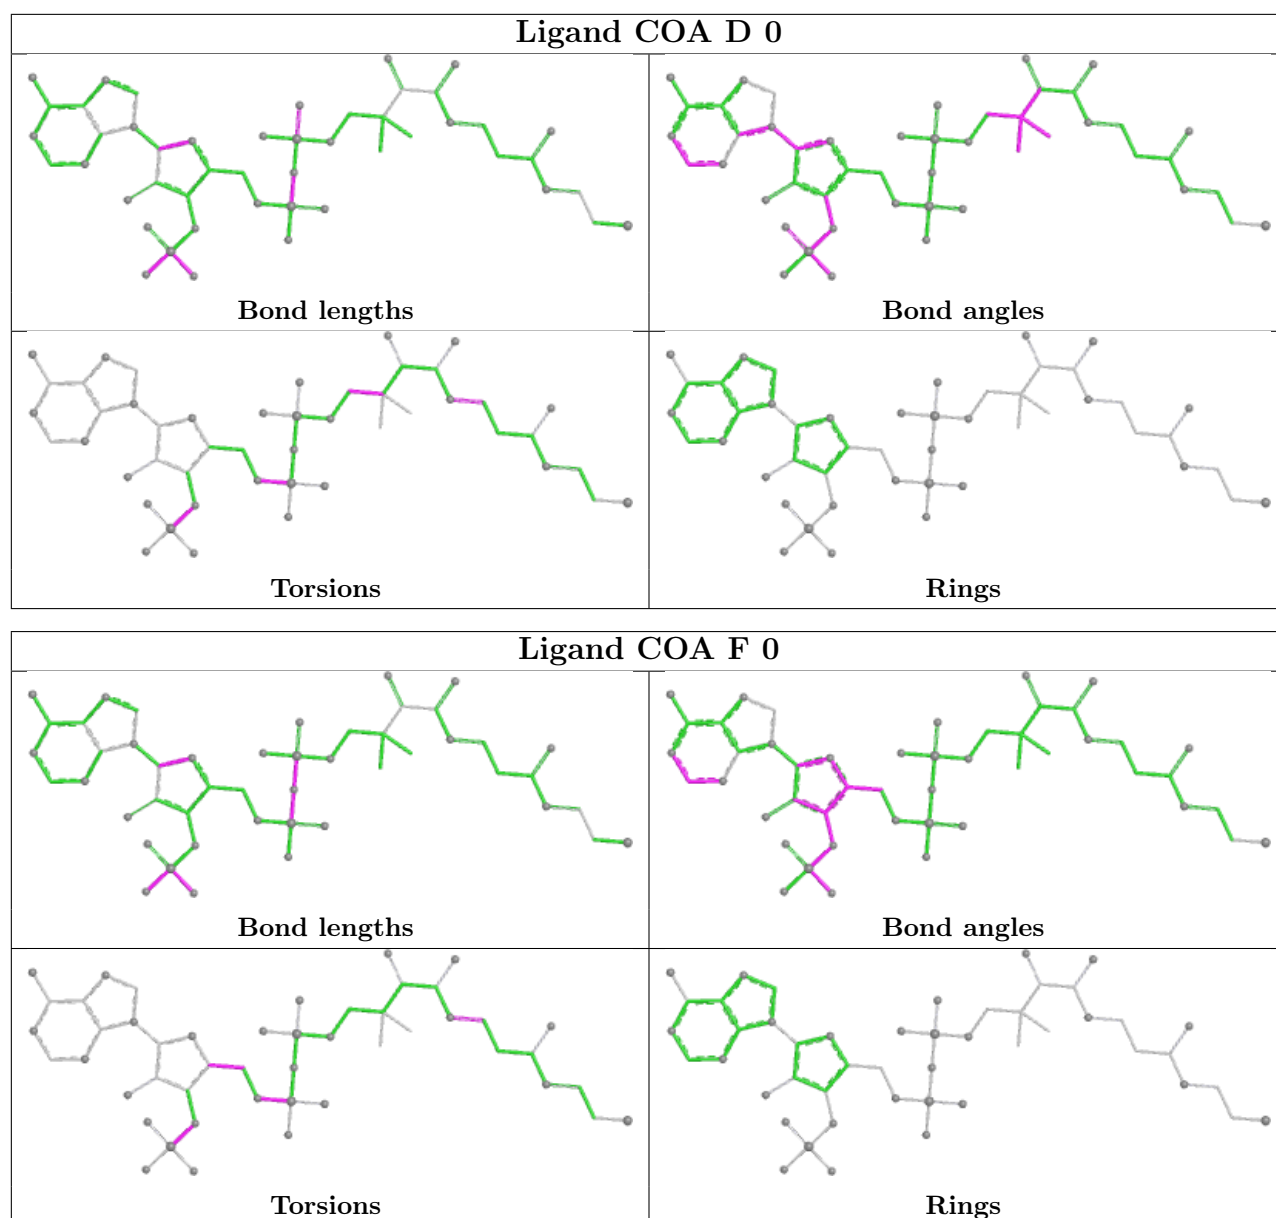 Ligand COA D 0
Bond lengths
Bond angles
Torsions
Rings
Ligand COA F 0
Bond lengths
Bond angles
Torsions
Rings